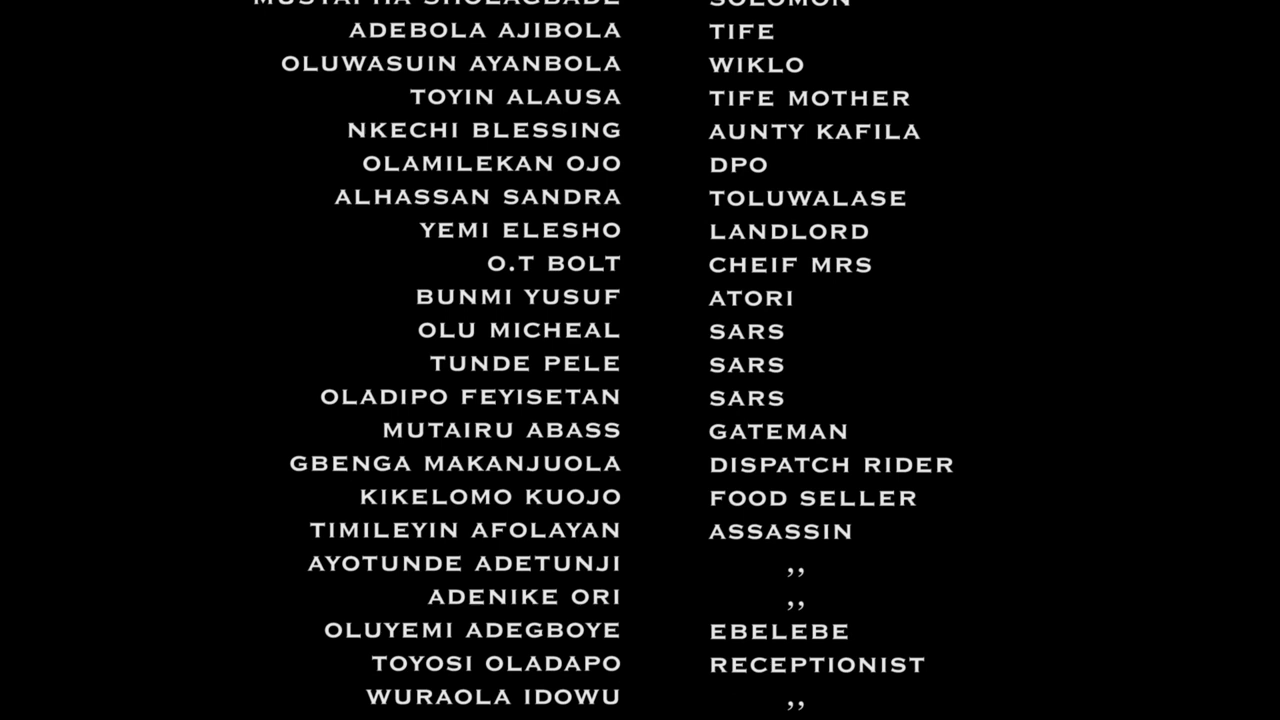 MUSTAPHA SHOLAGBADE SOLOMON
ADEBOLA AJIBOLA TIFE
OLUWASUIN AYANBOLA WIKLO
TOYIN ALAUSA TIFE MOTHER
NKECHI BLESSING AUNTY KAFILA
OLAMILEKAN OJO DPO
ALHASSAN SANDRA TOLUWALASE
YEMI ELESHO LANDLORD
O.T BOLT CHEIF MRS
BUNMI YUSUF ATORI
OLU MICHEAL SARS
TUNDE PELE SARS
OLADIPO FEYISETAN SARS
MUTAIRU ABASS GATEMAN
GBENGA MAKANJUOLA DISPATCH RIDER
KIKELOMO KUOJO FOOD SELLER
TIMILEYIN AFOLAYAN ASSASSIN
AYOTUNDE ADETUNJI ,,
ADENIKE ORI ,,
OLUYEMI ADEGBOYE EBELEBE
TOYOSI OLADAPO RECEPTIONIST
WURAOLA IDOWU ,,